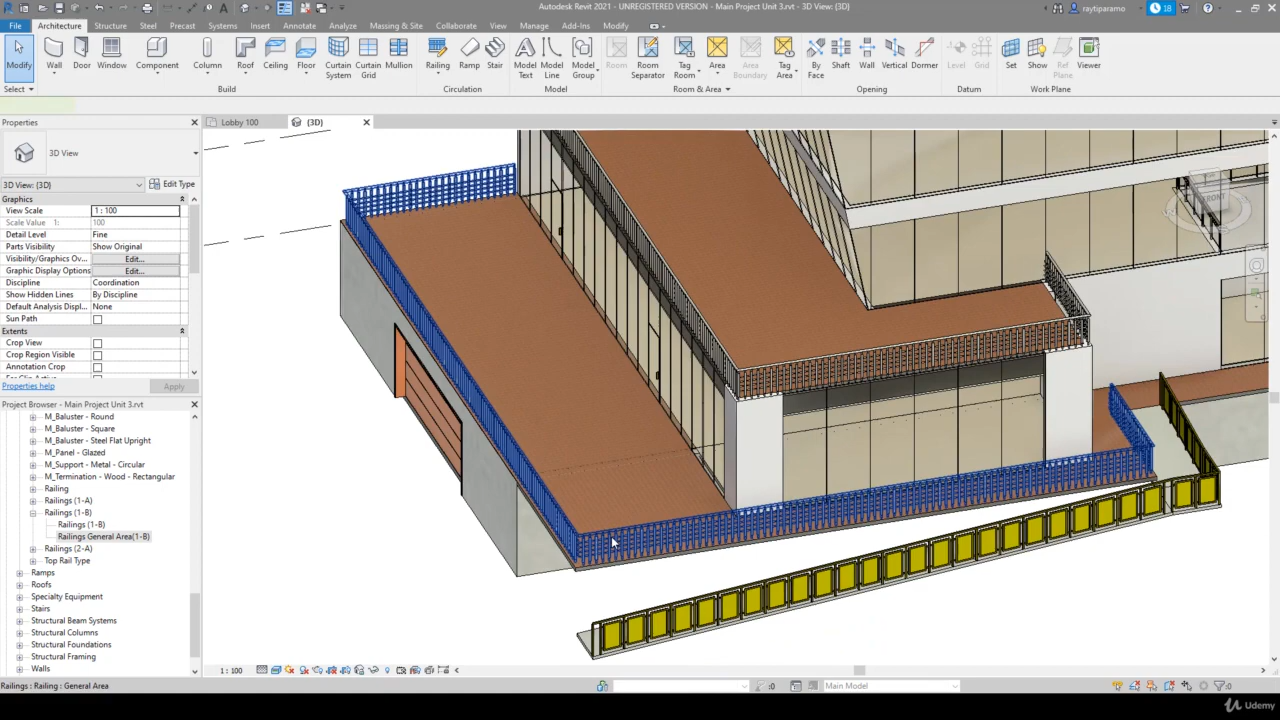 Autodesk Revit 2021 - UNREGISTERED VERSION - Main Project Unit 3.rvt - 3D View: {3D}
raytiparamo
18
File Architecture Structure Steel Precast Systems Insert Annotate Analyze Massing & Site Collaborate View Manage Add-Ins Modify
Modify Wall Door Window Component Column Roof Ceiling Floor Curtain System Curtain Grid Mullion Railing Ramp Stair Model Text Model Line Model Group Room Room Separator Tag Room Area Area Boundary Tag Area By Face Shaft Wall Vertical Dormer Level Grid Set Show Ref Plane Viewer
Select Build Circulation Model Room & Area Opening Datum Work Plane
Properties
Lobby 100
{3D}
3D View
3D View: {3D}
Edit Type
Graphics
View Scale 1 : 100
Scale Value 1: 100
Detail Level Fine
Parts Visibility Show Original
Visibility/Graphics Ov... Edit...
Graphic Display Options Edit...
Discipline Coordination
Show Hidden Lines By Discipline
Default Analysis Displ... None
Sun Path
Extents
Crop View
Crop Region Visible
Annotation Crop
Properties help
Apply
Project Browser - Main Project Unit 3.rvt
M_Baluster - Round
M_Baluster - Square
M_Baluster - Steel Flat Upright
M_Panel - Glazed
M_Support - Metal - Circular
M_Termination - Wood - Rectangular
Railing
Railings (1-A)
Railings (1-B)
Railings (1-B)
Railings General Area(1-B)
Railings (2-A)
Top Rail Type
Ramps
Roofs
Specialty Equipment
Stairs
Structural Beam Systems
Structural Columns
Structural Foundations
Structural Framing
Walls
FRONT
1 : 100
Railings : Railing : General Area
:0
Main Model
:0
Udemy